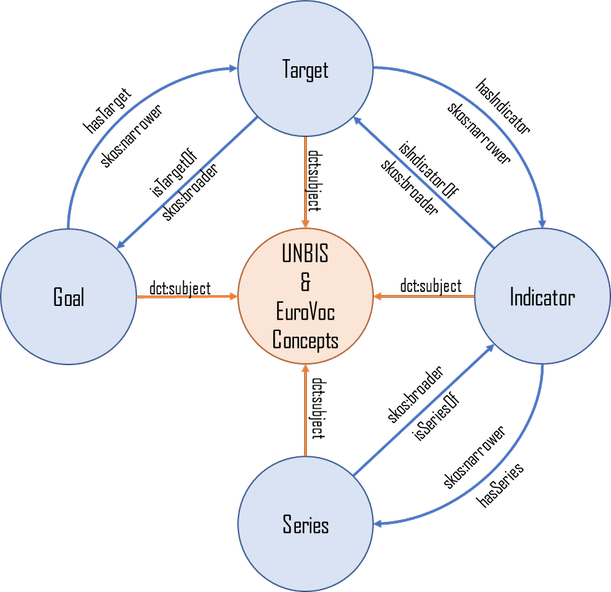 Target
hasTarget
skos:narrower
isTargetOf
skos:broader
dct:subject
hasIndicator
skos:narrower
isIndicatorOf
skos:broader
Goal
dct:subject
UNBIS
&
EuroVoc
Concepts
dct:subject
Indicator
dct:subject
skos:broader
isSeriesOf
skos:narrower
hasSeries
Series